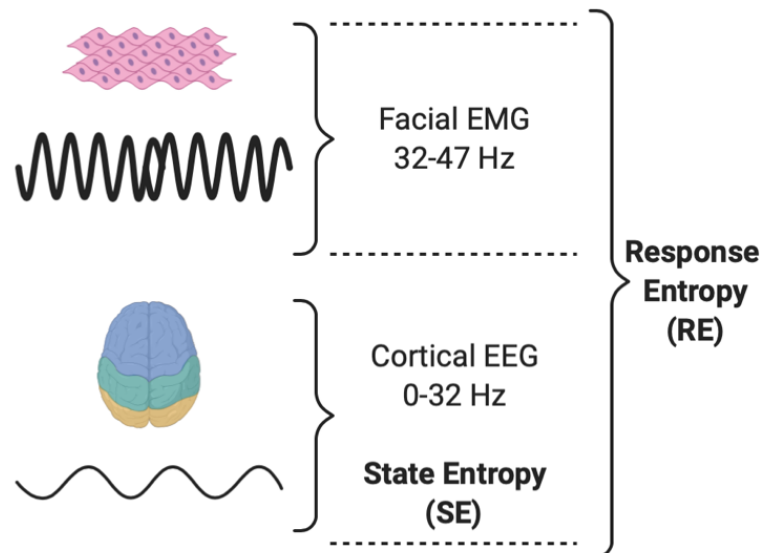 Facial EMG
32-47 Hz
Response
Entropy
(RE)
Cortical EEG
0-32 Hz
State Entropy
(SE)